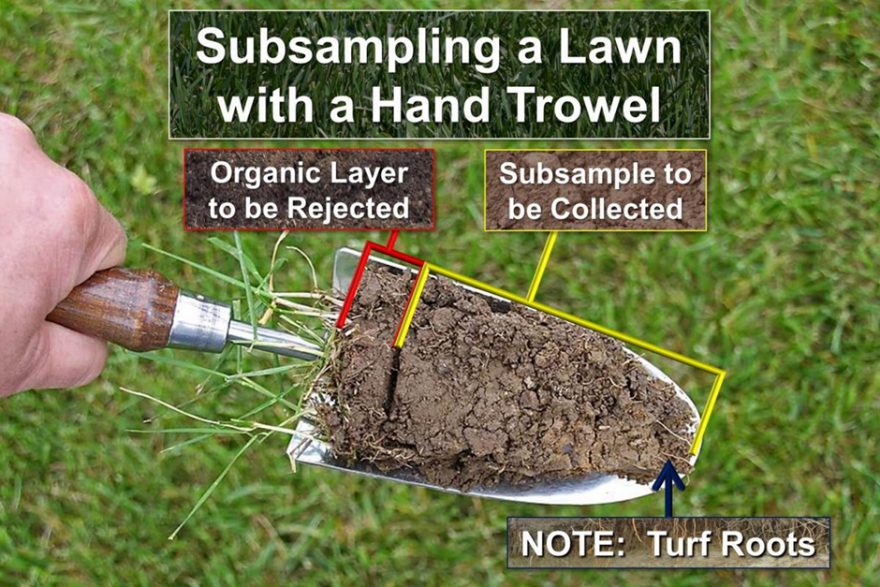 Subsampling a Lawn
with a Hand Trowel
Organic Layer
to be Rejected
Subsample to
be Collected
NOTE: Turf Roots